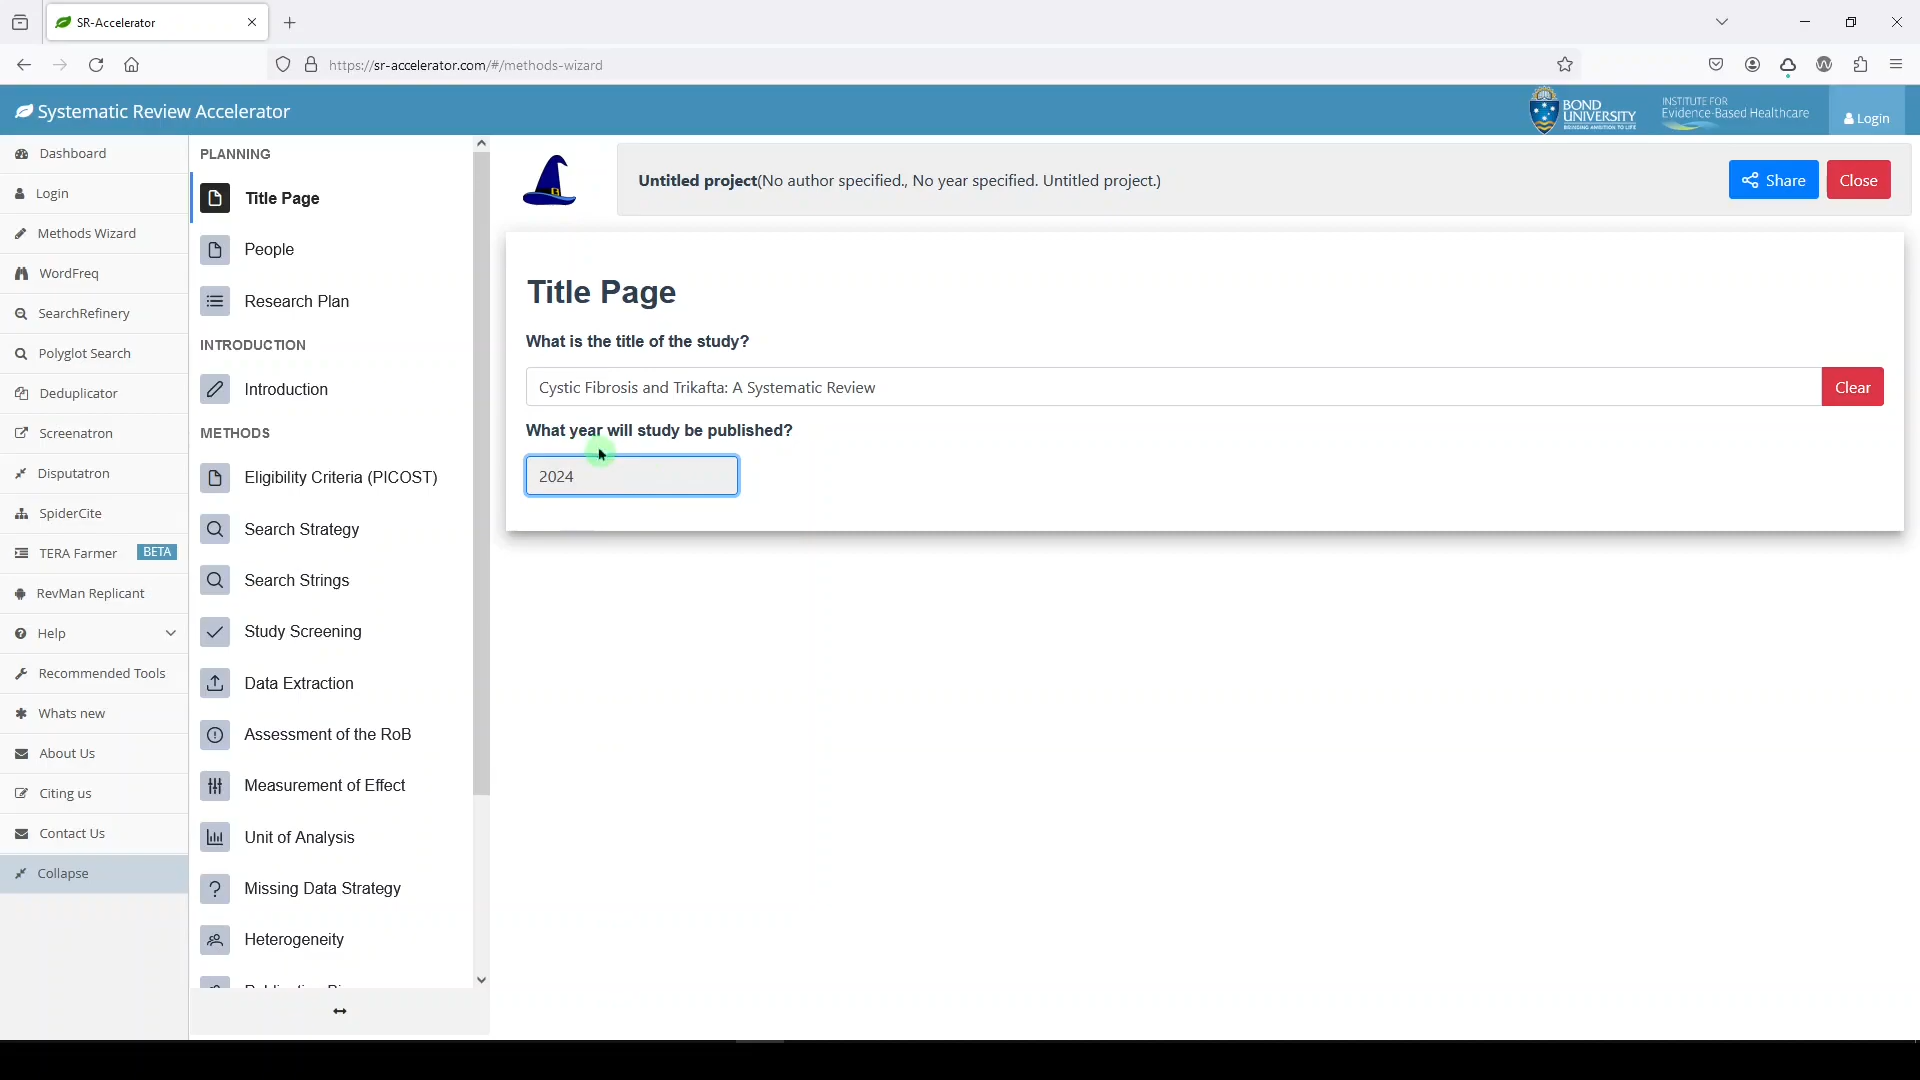 SR-Accelerator
https://sr-accelerator.com/#/methods-wizard
Systematic Review Accelerator
BOND
UNIVERSITY
BRINGING AMBITION TO LIFE
INSTITUTE FOR
Evidence-Based Healthcare
Login
Dashboard
Login
Methods Wizard
WordFreq
SearchRefinery
Polyglot Search
Deduplicator
Screenatron
Disputatron
SpiderCite
TERA Farmer BETA
RevMan Replicant
Help
Recommended Tools
Whats new
About Us
Citing us
Contact Us
Collapse
PLANNING
Title Page
People
Research Plan
INTRODUCTION
Introduction
METHODS
Eligibility Criteria (PICOST)
Search Strategy
Search Strings
Study Screening
Data Extraction
Assessment of the RoB
Measurement of Effect
Unit of Analysis
Missing Data Strategy
Heterogeneity
Untitled project(No author specified., No year specified. Untitled project.)
Share
Close
Title Page
What is the title of the study?
Cystic Fibrosis and Trikafta: A Systematic Review
Clear
What year will study be published?
2024